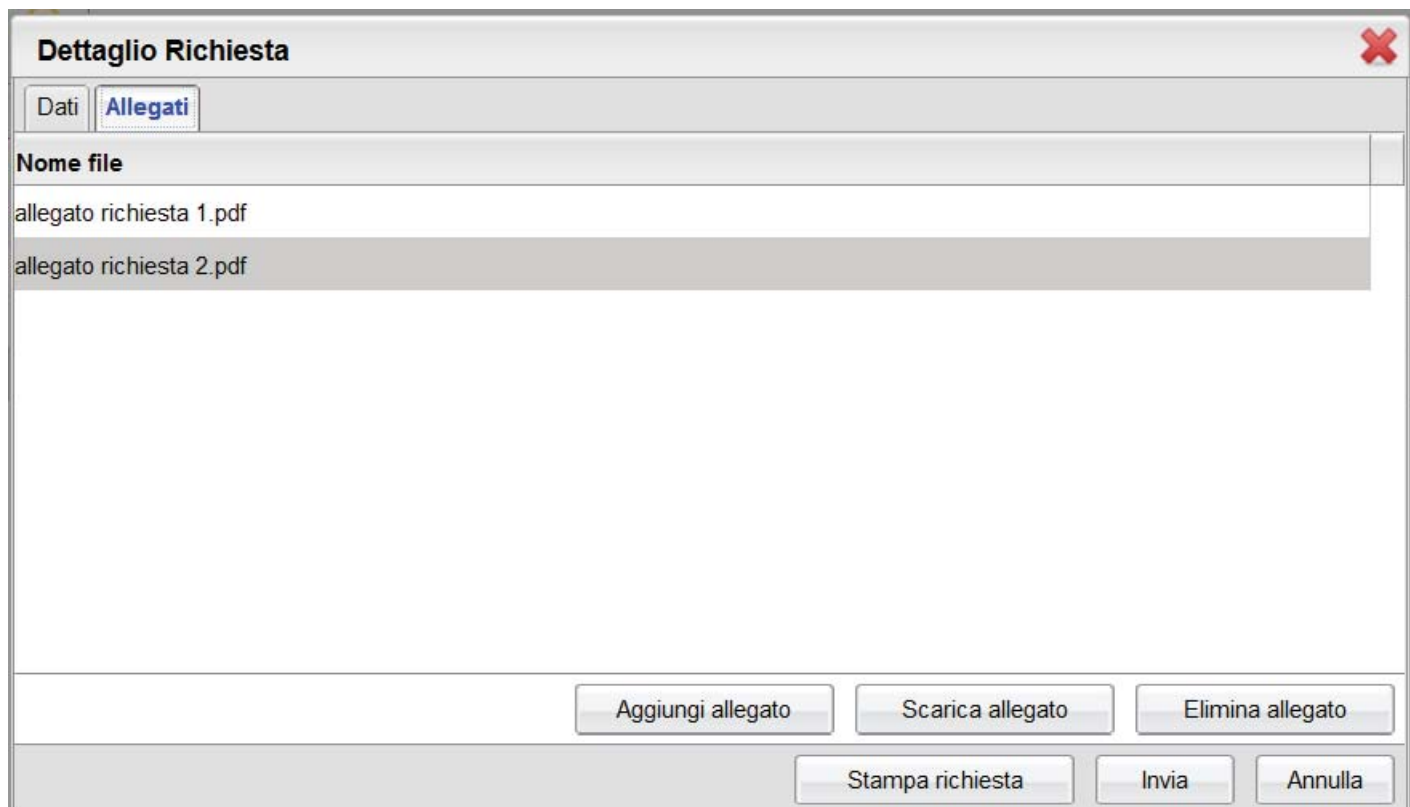 Dettaglio Richiesta
Dati Allegati
Nome file
allegato richiesta 1.pdf
allegato richiesta 2.pdf
Aggiungi allegato Scarica allegato Elimina allegato
Stampa richiesta Invia Annulla